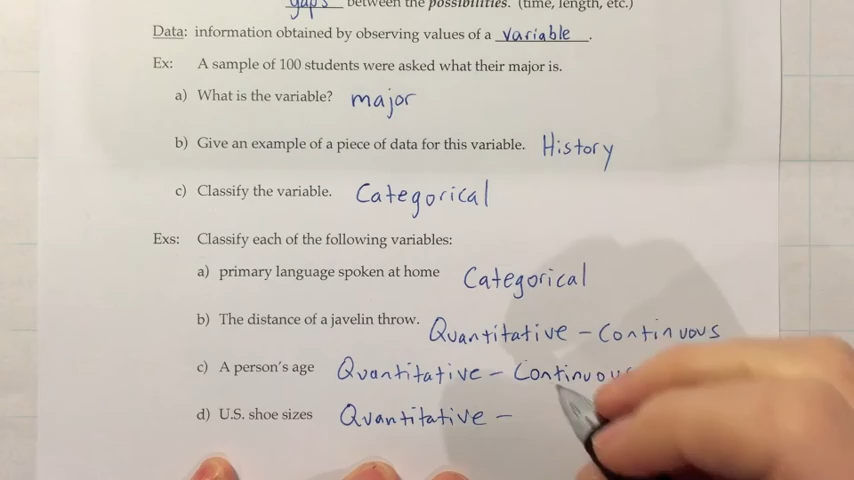 gaps between the possibilities. (time, length, etc.)
Data: information obtained by observing values of a variable.
Ex: A sample of 100 students were asked what their major is.
a) What is the variable? major
b) Give an example of a piece of data for this variable. History
c) Classify the variable. Categorical
Exs: Classify each of the following variables:
a) primary language spoken at home Categorical
b) The distance of a javelin throw. Quantitative - Continuous
c) A person's age Quantitative - Continuous
d) U.S. shoe sizes Quantitative -